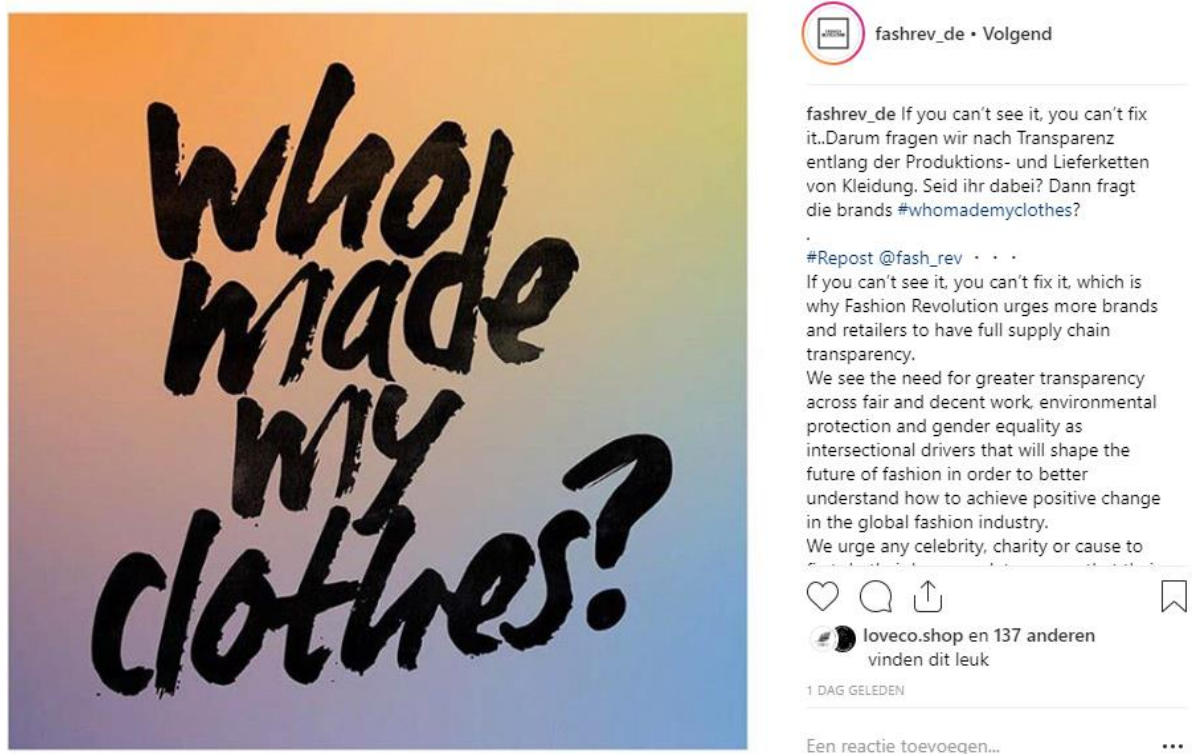 who
made
my
clothes?
fashrev_de • Volgend
fashrev_de If you can't see it, you can't fix
it..Darum fragen wir nach Transparenz
entlang der Produktions- und Lieferketten
von Kleidung. Seid ihr dabei? Dann fragt
die brands #whomademyclothes?
.
#Repost @fash_rev · · ·
If you can't see it, you can't fix it, which is
why Fashion Revolution urges more brands
and retailers to have full supply chain
transparency.
We see the need for greater transparency
across fair and decent work, environmental
protection and gender equality as
intersectional drivers that will shape the
future of fashion in order to better
understand how to achieve positive change
in the global fashion industry.
We urge any celebrity, charity or cause to
loveco.shop en 137 anderen
vinden dit leuk
1 DAG GELEDEN
Een reactie toevoegen...